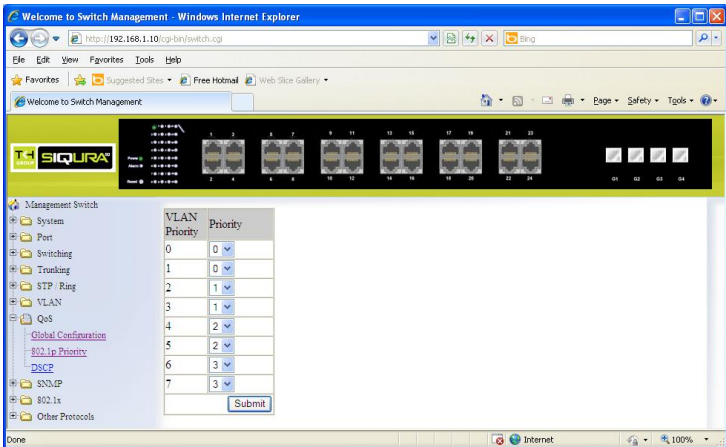 Welcome to Switch Management - Windows Internet Explorer
http://192.168.1.10/cgi-bin/switch.cgi
Bing
File Edit View Favorites Tools Help
Favorites Suggested Sites Free Hotmail Web Slice Gallery
Welcome to Switch Management
Page Safety Tools
TKH GROUP SIQURA
1 3 5 7 9 11 13 15 17 19 21 23
Power
Alarm
Reset
2 4 6 8 10 12 14 16 18 20 22 24
G1 G2 G3 G4
Management Switch
System
Port
Switching
Trunking
STP / Ring
VLAN
QoS
Global Configuration
802.1p Priority
DSCP
SNMP
802.1x
Other Protocols
VLAN Priority Priority
0 0
1 0
2 1
3 1
4 2
5 2
6 3
7 3
Submit
Done Internet 100%